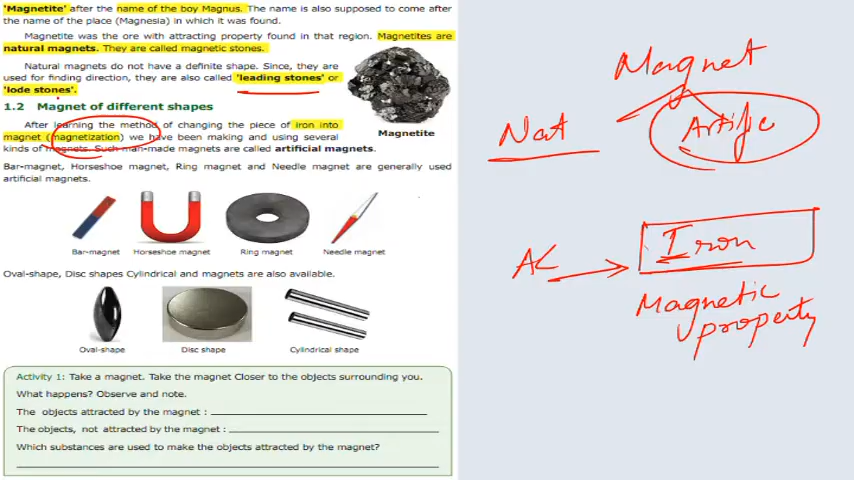 'Magnetite' after the name of the boy Magnus. The name is also supposed to come after
the name of the place (Magnesia) in which it was found.
Magnetite was the ore with attracting property found in that region. Magnetites are
natural magnets. They are called magnetic stones.
Natural magnets do not have a definite shape. Since, they are
used for finding direction, they are also called 'leading stones' or
'lode stones'.
Magnetite
1.2 Magnet of different shapes
After learning the method of changing the piece of iron into
magnet (magnetization) we have been making and using several
kinds of magnets. Such man-made magnets are called artificial magnets.
Bar-magnet, Horseshoe magnet, Ring magnet and Needle magnet are generally used
artificial magnets.
Bar-magnet Horseshoe magnet Ring magnet Needle magnet
Oval-shape, Disc shapes Cylindrical and magnets are also available.
Oval-shape Disc shape Cylindrical shape
Activity 1: Take a magnet. Take the magnet Closer to the objects surrounding you.
What happens? Observe and note.
The objects attracted by the magnet :
The objects, not attracted by the magnet :
Which substances are used to make the objects attracted by the magnet?
Magnet
Nat Artific
AC Iron
Magnetic
property